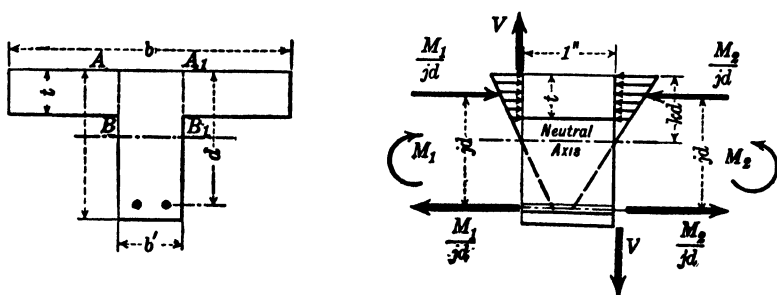 b
A A₁
t
B B₁
d
b'
V
1"
M₁/jd
M₂/jd
t
kd
Neutral
Axis
jd
jd
M₁
M₂
M₁/jd
V
M₂/jd